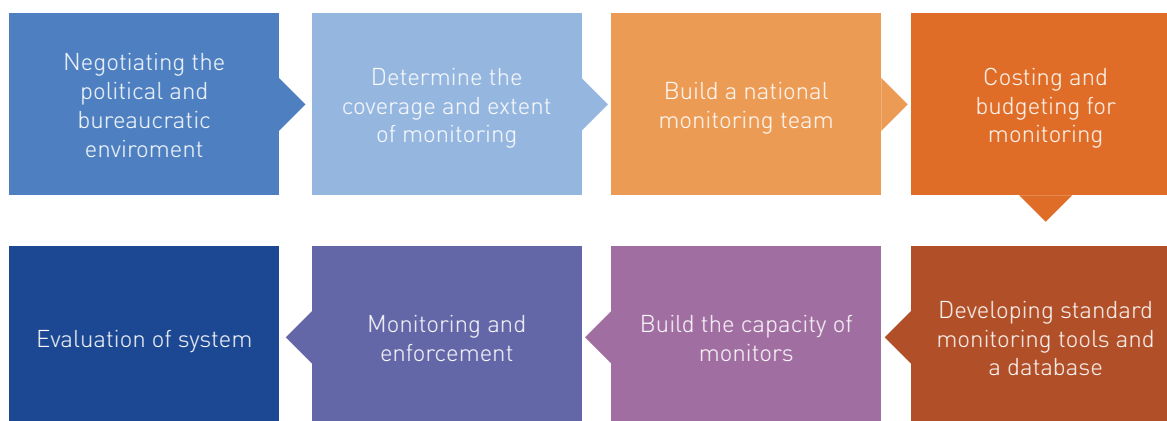 Negotiating the
political and
bureaucratic
enviroment
Determine the
coverage and extent
of monitoring
Build a national
monitoring team
Costing and
budgeting for
monitoring
Developing standard
monitoring tools and
a database
Build the capacity of
monitors
Monitoring and
enforcement
Evaluation of system